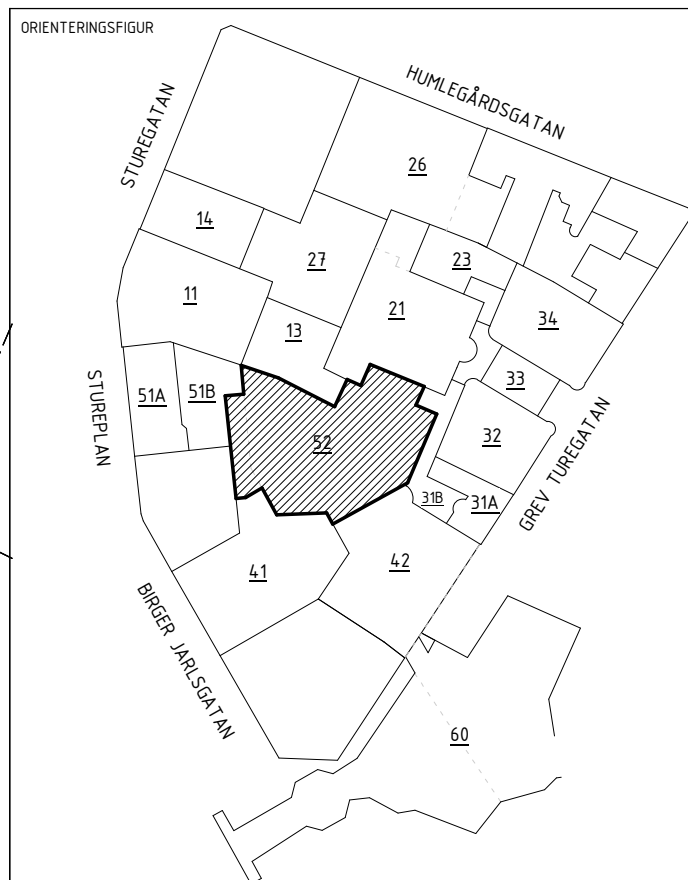 ORIENTERINGSFIGUR
HUMLEGÅRDSGATAN
STUREGATAN
26
14
27
23
11
21
34
13
33
51A
51B
STUREPLAN
52
32
GREV TUREGATAN
31B
31A
41
42
BIRGER JARLSGATAN
60